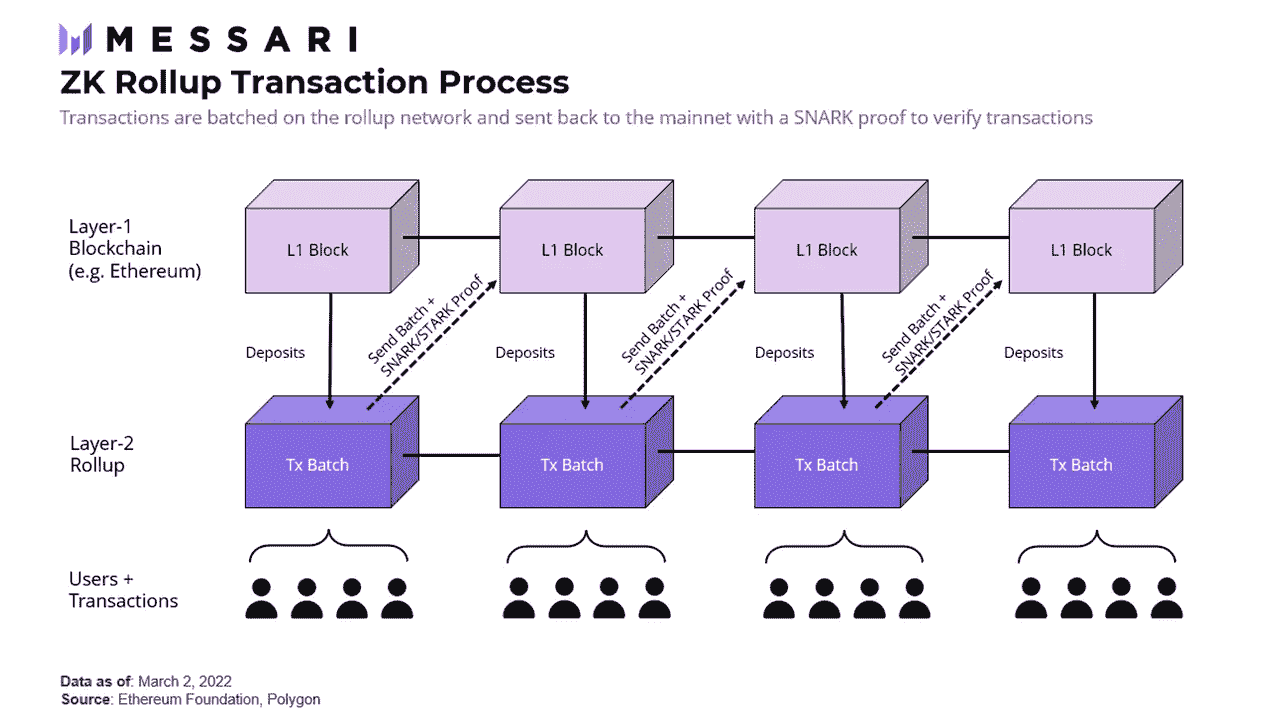 MESSARI
ZK Rollup Transaction Process
Transactions are batched on the rollup network and sent back to the mainnet with a SNARK proof to verify transactions
Layer-1
Blockchain
(e.g. Ethereum)
L1 Block
L1 Block
L1 Block
L1 Block
Deposits
Send Batch +
SNARK/STARK Proof
Deposits
Send Batch +
SNARK/STARK Proof
Deposits
Send Batch +
SNARK/STARK Proof
Deposits
Layer-2
Rollup
Tx Batch
Tx Batch
Tx Batch
Tx Batch
Users +
Transactions
Data as of: March 2, 2022
Source: Ethereum Foundation, Polygon